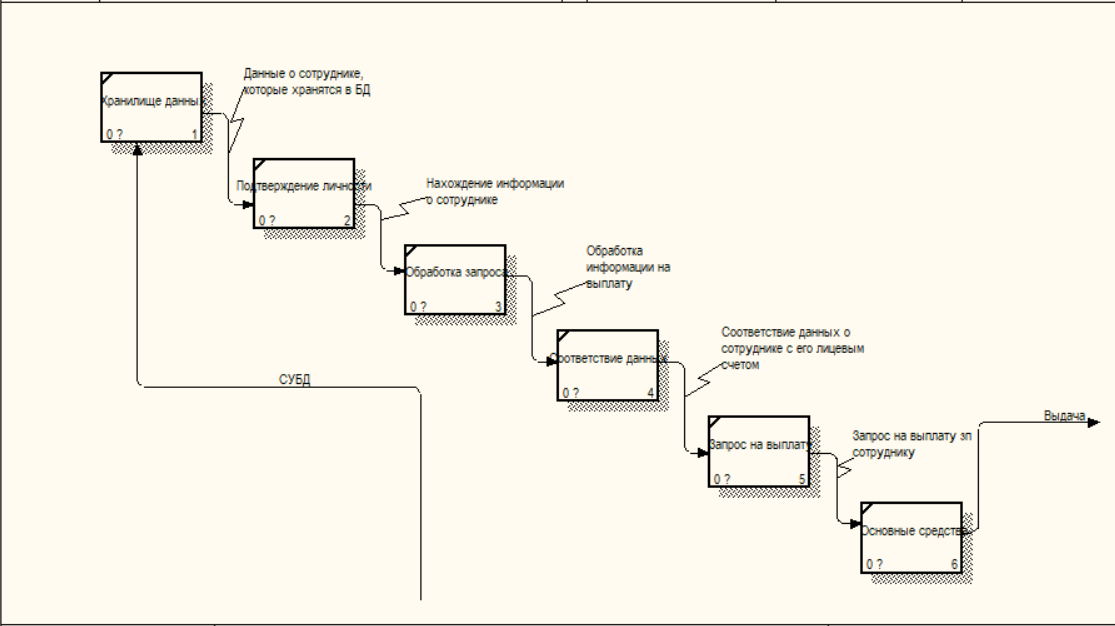 Данные о сотруднике,
которые хранятся в БД
Хранилище данны
0 ?
1
Подтверждение личности
0 ?
2
Нахождение информации
о сотруднике
Обработка запроса
0 ?
3
Обработка
информации на
выплату
Соответствие данных
0 ?
4
Соответствие данных о
сотруднике с его лицевым
счетом
СУБД
Запрос на выплату
0 ?
5
Запрос на выплату зп
сотруднику
Выдача
Основные средства
0 ?
6